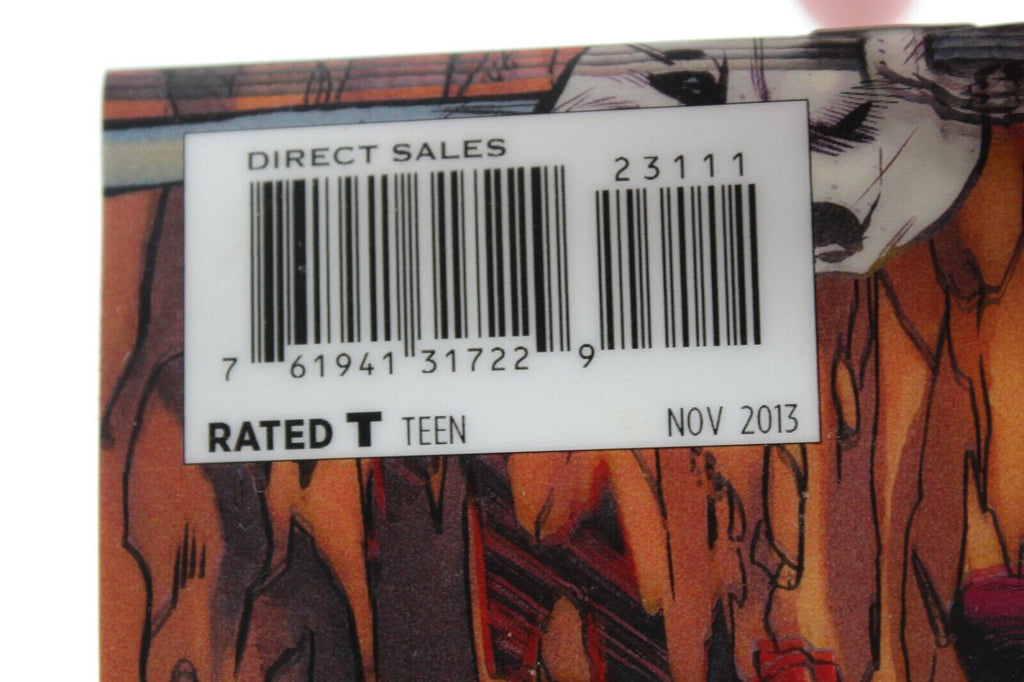 DIRECT SALES
23111
7 61941 31722 9
RATED T TEEN
NOV 2013